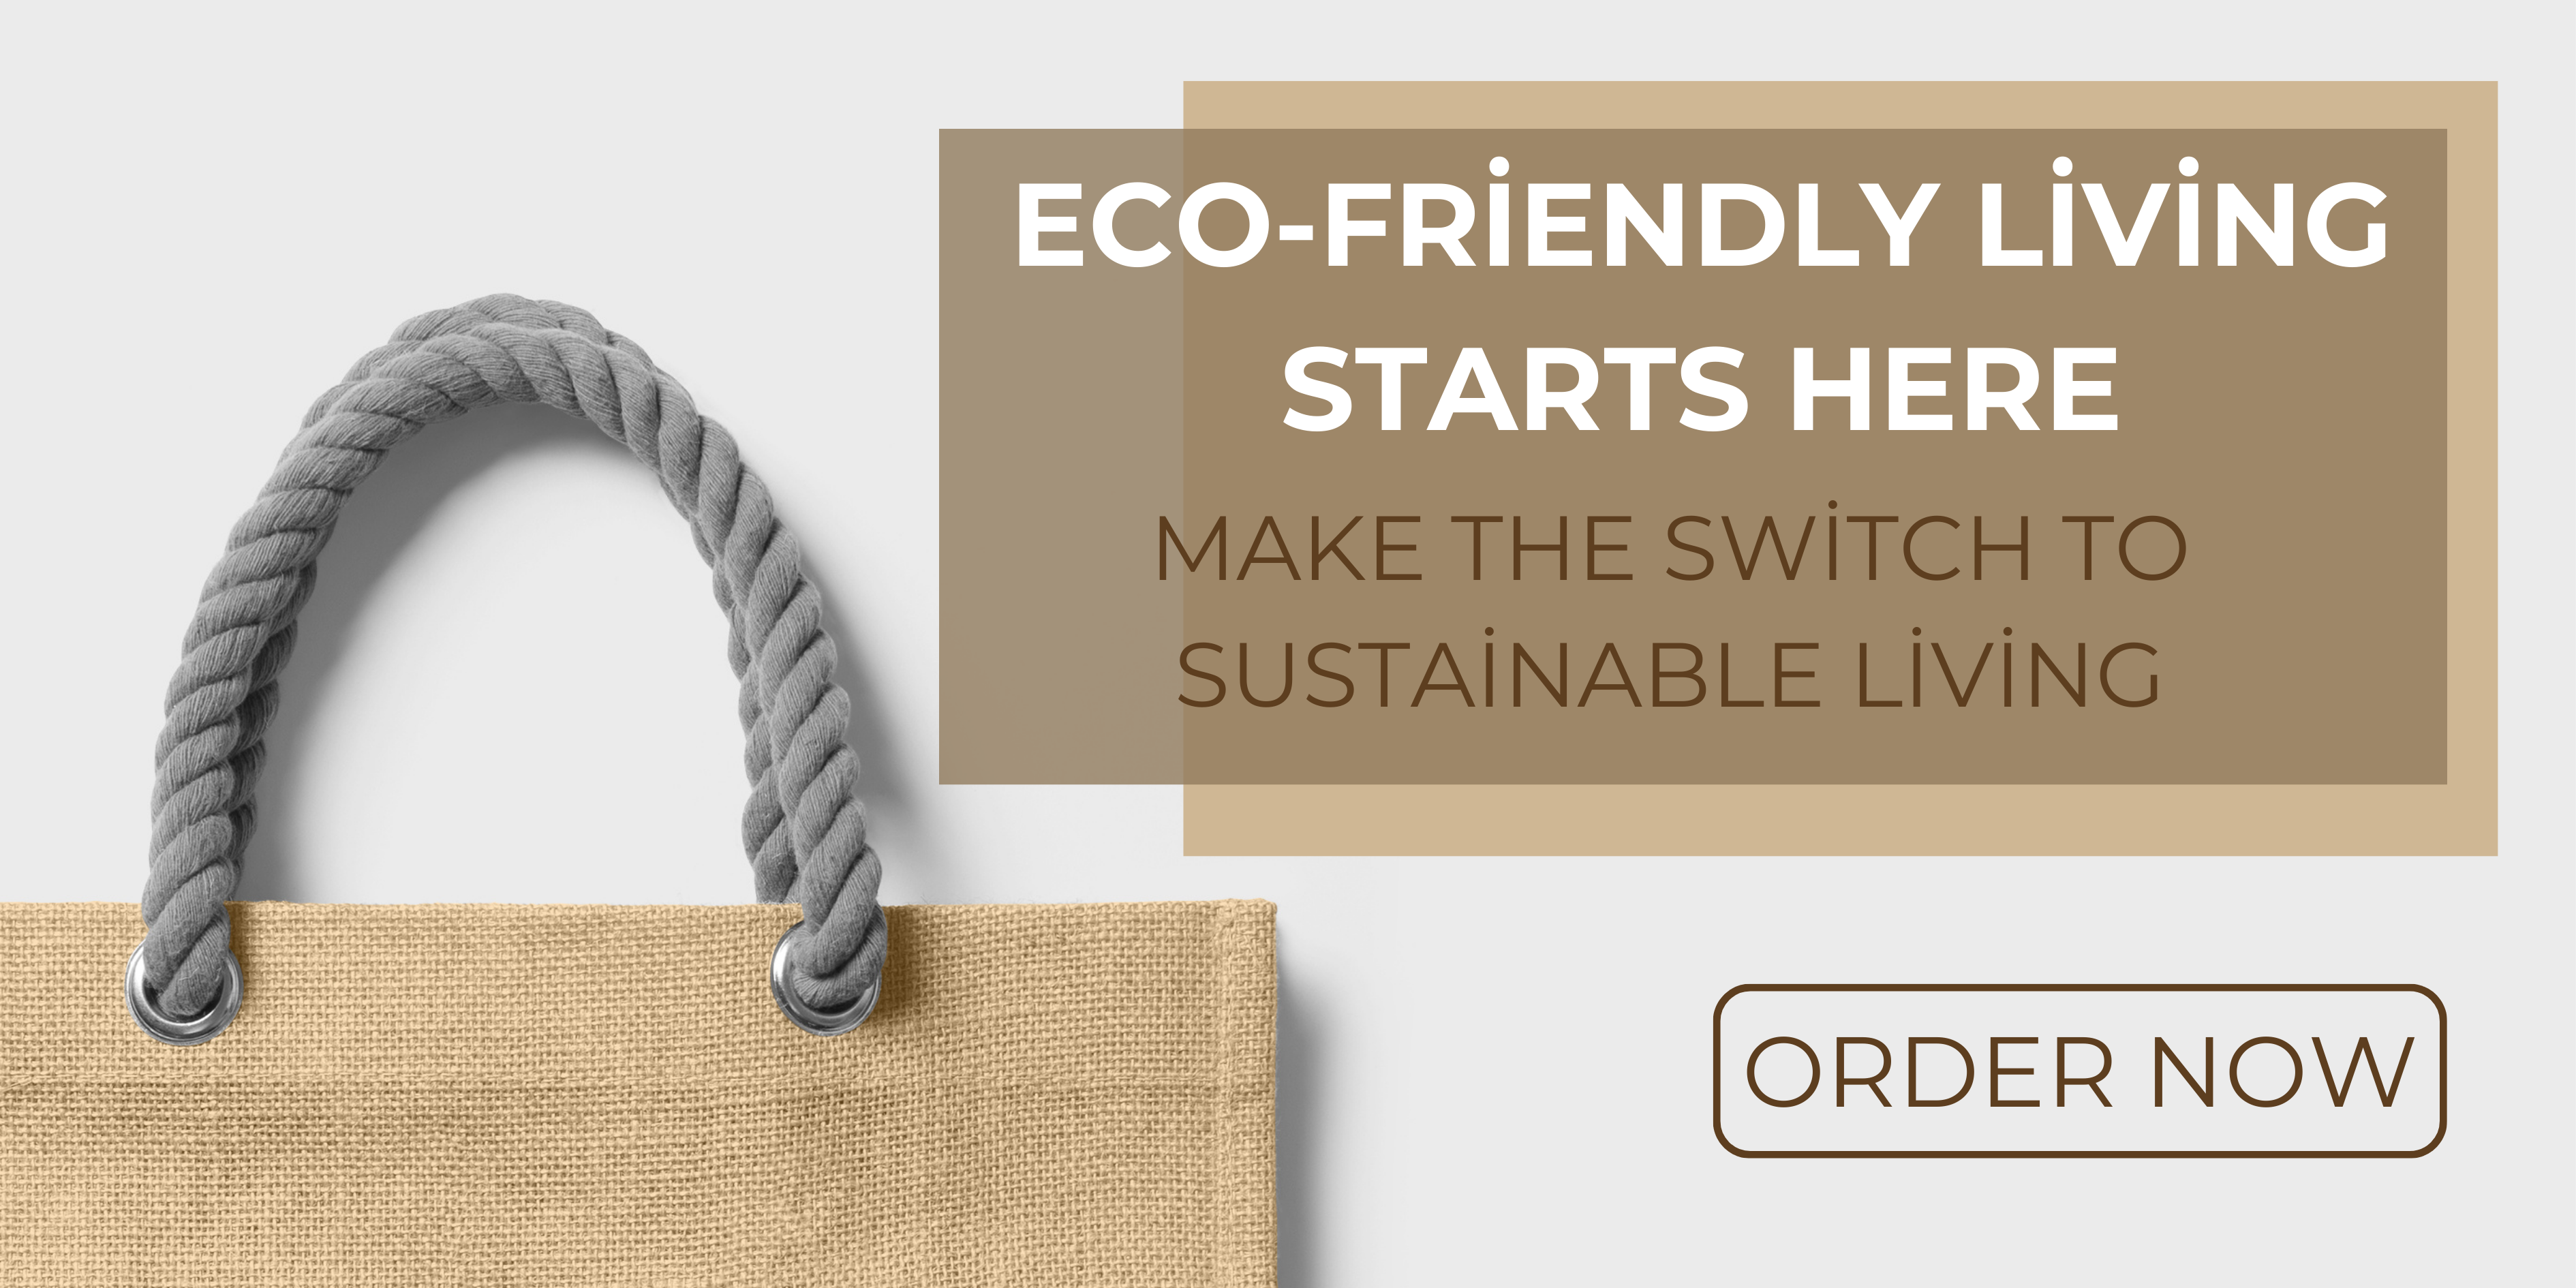 ECO-FRİENDLY LİVİNG
STARTS HERE
MAKE THE SWİTCH TO
SUSTAİNABLE LİVİNG
ORDER NOW